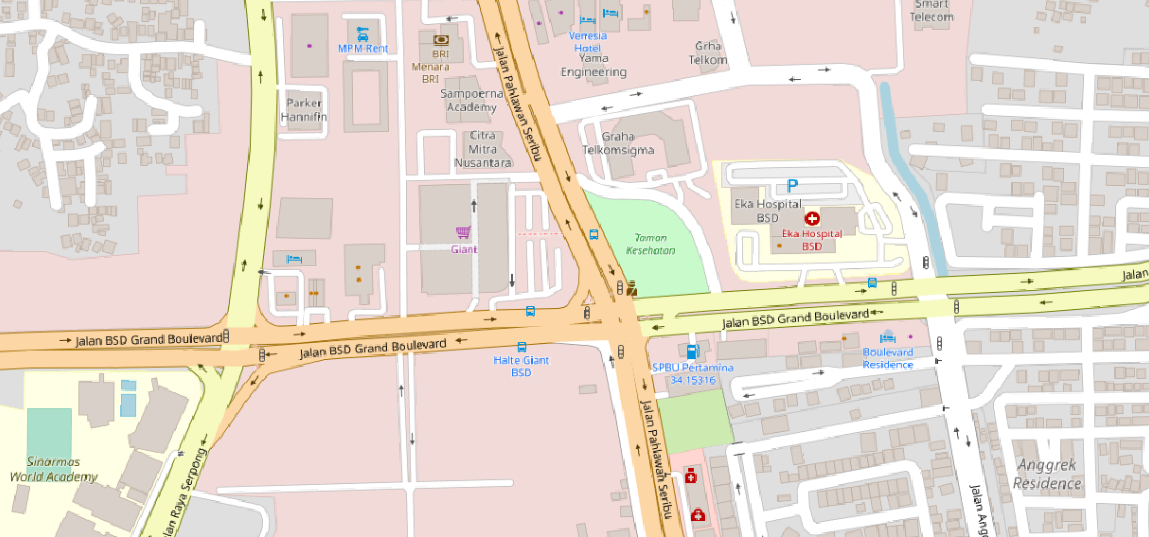 Smart
Telecom
MPM Rent
BRI
Menara
BRI
Venesia
Hotel
Yama
Engineering
Grha
Telkom
Jalan Pahlawan Seribu
Sampoerna
Academy
Parker
Hannifin
Citra
Mitra
Nusantara
Graha
Telkomsigma
P
Eka Hospital
BSD
Eka Hospital
BSD
Giant
Taman
Kesehatan
Jalan
Jalan BSD Grand Boulevard
Jalan BSD Grand Boulevard
Jalan BSD Grand Boulevard
Halte Giant
BSD
SPBU Pertamina
34 15316
Boulevard
Residence
Jalan Pahlawan Seribu
Sinarmas
World Academy
Jalan Raya Serpong
Anggrek
Residence
Jalan Angg